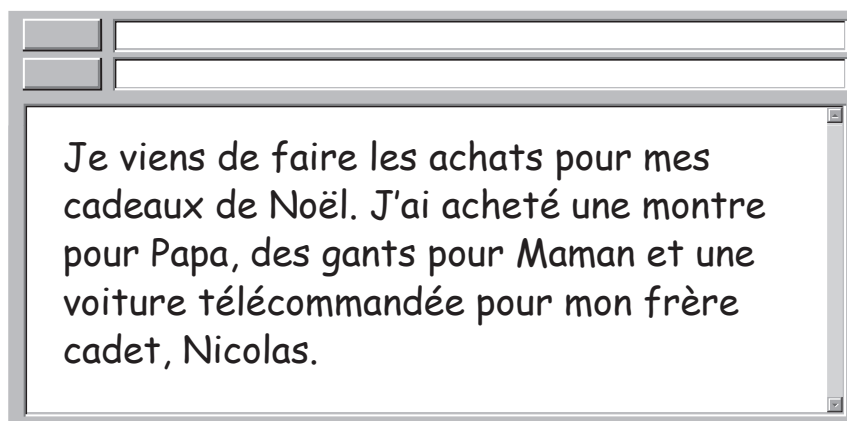 Je viens de faire les achats pour mes
cadeaux de Noël. J’ai acheté une montre
pour Papa, des gants pour Maman et une
voiture télécommandée pour mon frère
cadet, Nicolas.